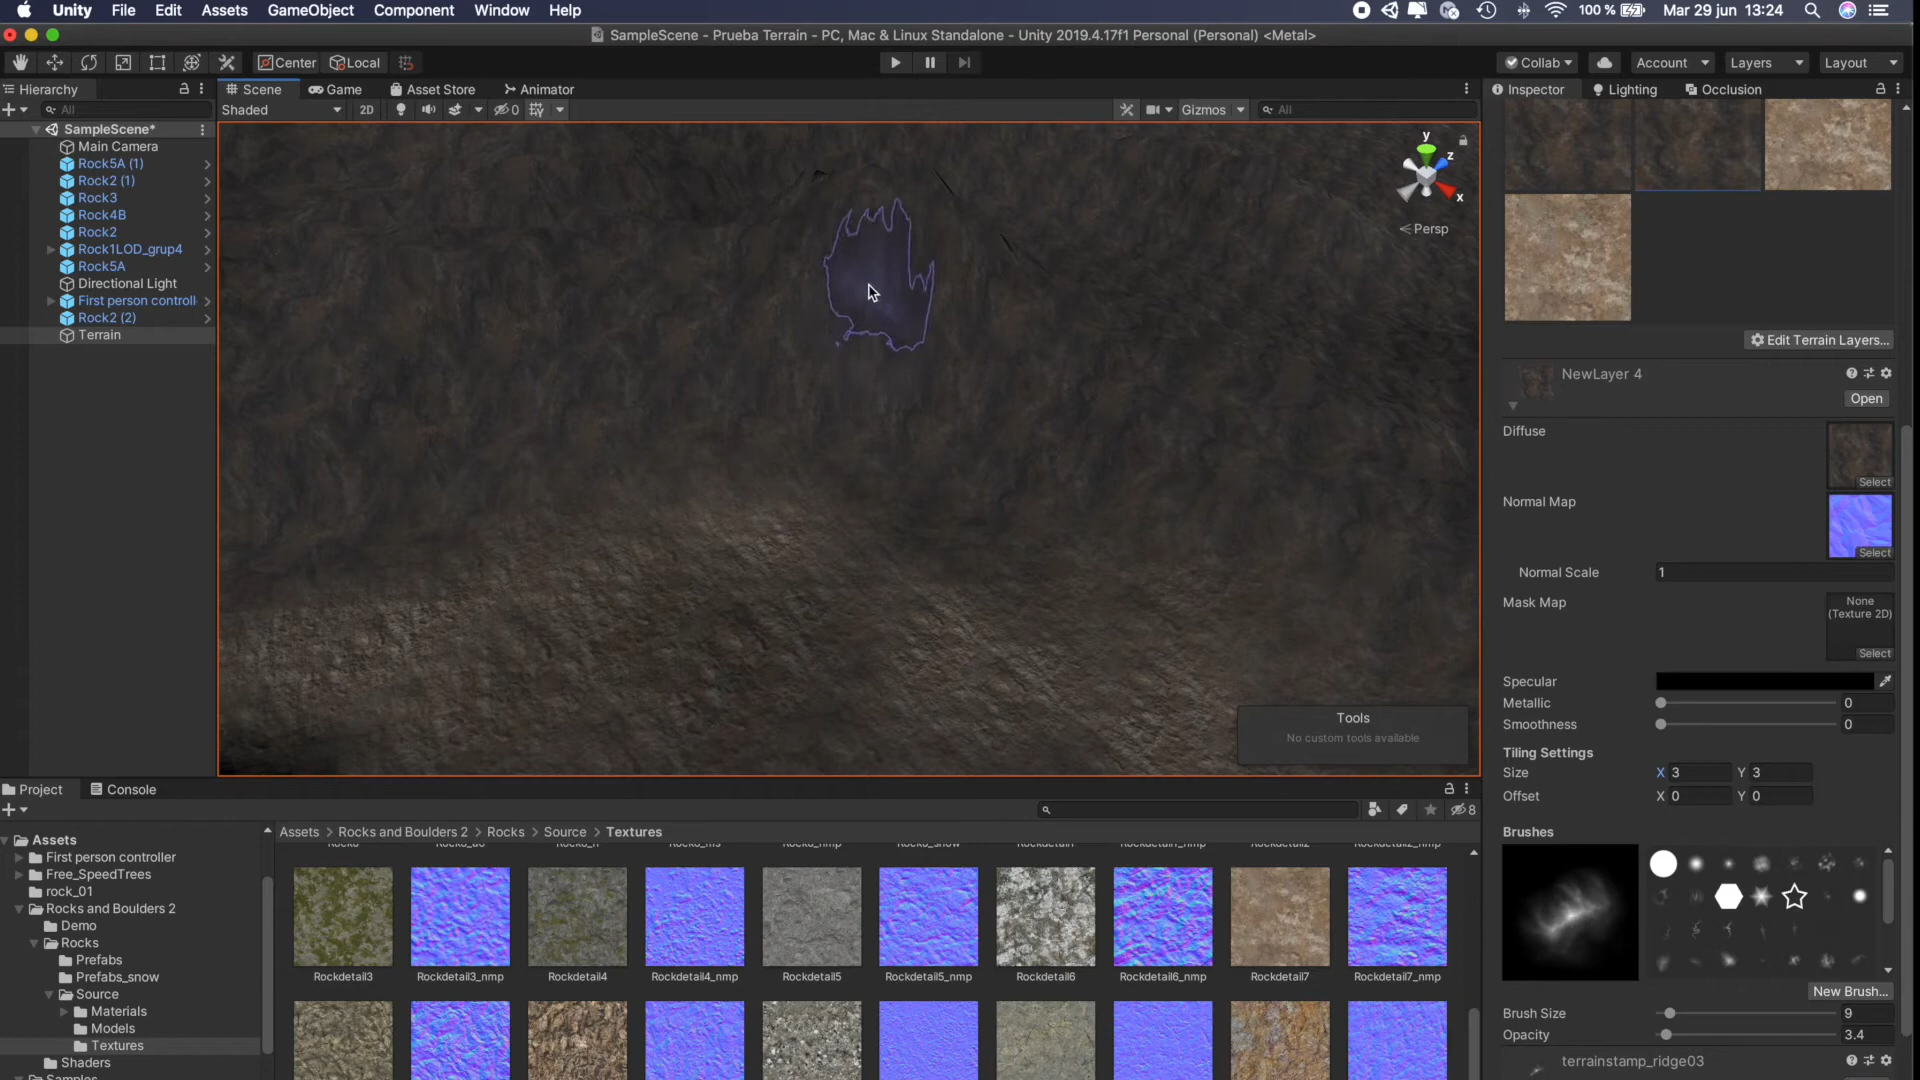 Unity File Edit Assets GameObject Component Window Help 100 % Mar 29 jun 13:24
SampleScene - Prueba Terrain - PC, Mac & Linux Standalone - Unity 2019.4.17f1 Personal (Personal) <Metal>
Center Local Collab Account Layers Layout
Hierarchy Scene Game Asset Store Animator Inspector Lighting Occlusion
All Shaded 2D 0 Gizmos All
SampleScene*
Main Camera
Rock5A (1)
Rock2 (1)
Rock3
Rock4B
Rock2
Rock1LOD_grup4
Rock5A
Directional Light
First person controll
Rock2 (2)
Terrain
y
z
x
Persp
Tools
No custom tools available
Edit Terrain Layers...
NewLayer 4
Open
Diffuse
Select
Normal Map
Select
Normal Scale 1
Mask Map
None
(Texture 2D)
Select
Specular
Metallic 0
Smoothness 0
Tiling Settings
Size X 3 Y 3
Offset X 0 Y 0
Brushes
New Brush...
Brush Size 9
Opacity 3.4
terrainstamp_ridge03
Project Console
8
Assets
First person controller
Free_SpeedTrees
rock_01
Rocks and Boulders 2
Demo
Rocks
Prefabs
Prefabs_snow
Source
Materials
Models
Textures
Shaders
Samples
Assets > Rocks and Boulders 2 > Rocks > Source > Textures
Rockdetail3 Rockdetail3_nmp Rockdetail4 Rockdetail4_nmp Rockdetail5 Rockdetail5_nmp Rockdetail6 Rockdetail6_nmp Rockdetail7 Rockdetail7_nmp